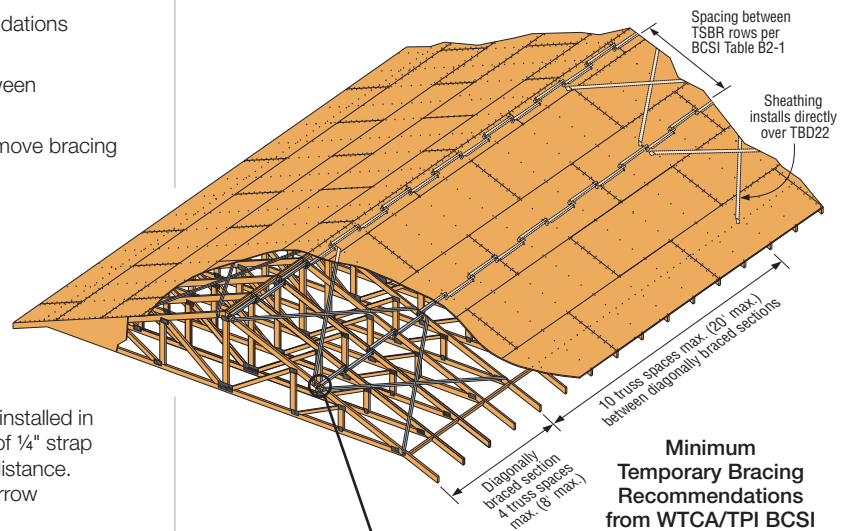 dations
ween
move bracing
installed in
of ¼" strap
distance.
rrow
Spacing between
TSBR rows per
BCSI Table B2-1
Sheathing
installs directly
over TBD22
10 truss spaces max. (20' max.)
between diagonally braced sections
Diagonally
braced section
4 truss spaces
max. (8' max.)
Minimum
Temporary Bracing
Recommendations
from WTCA/TPI BCSI